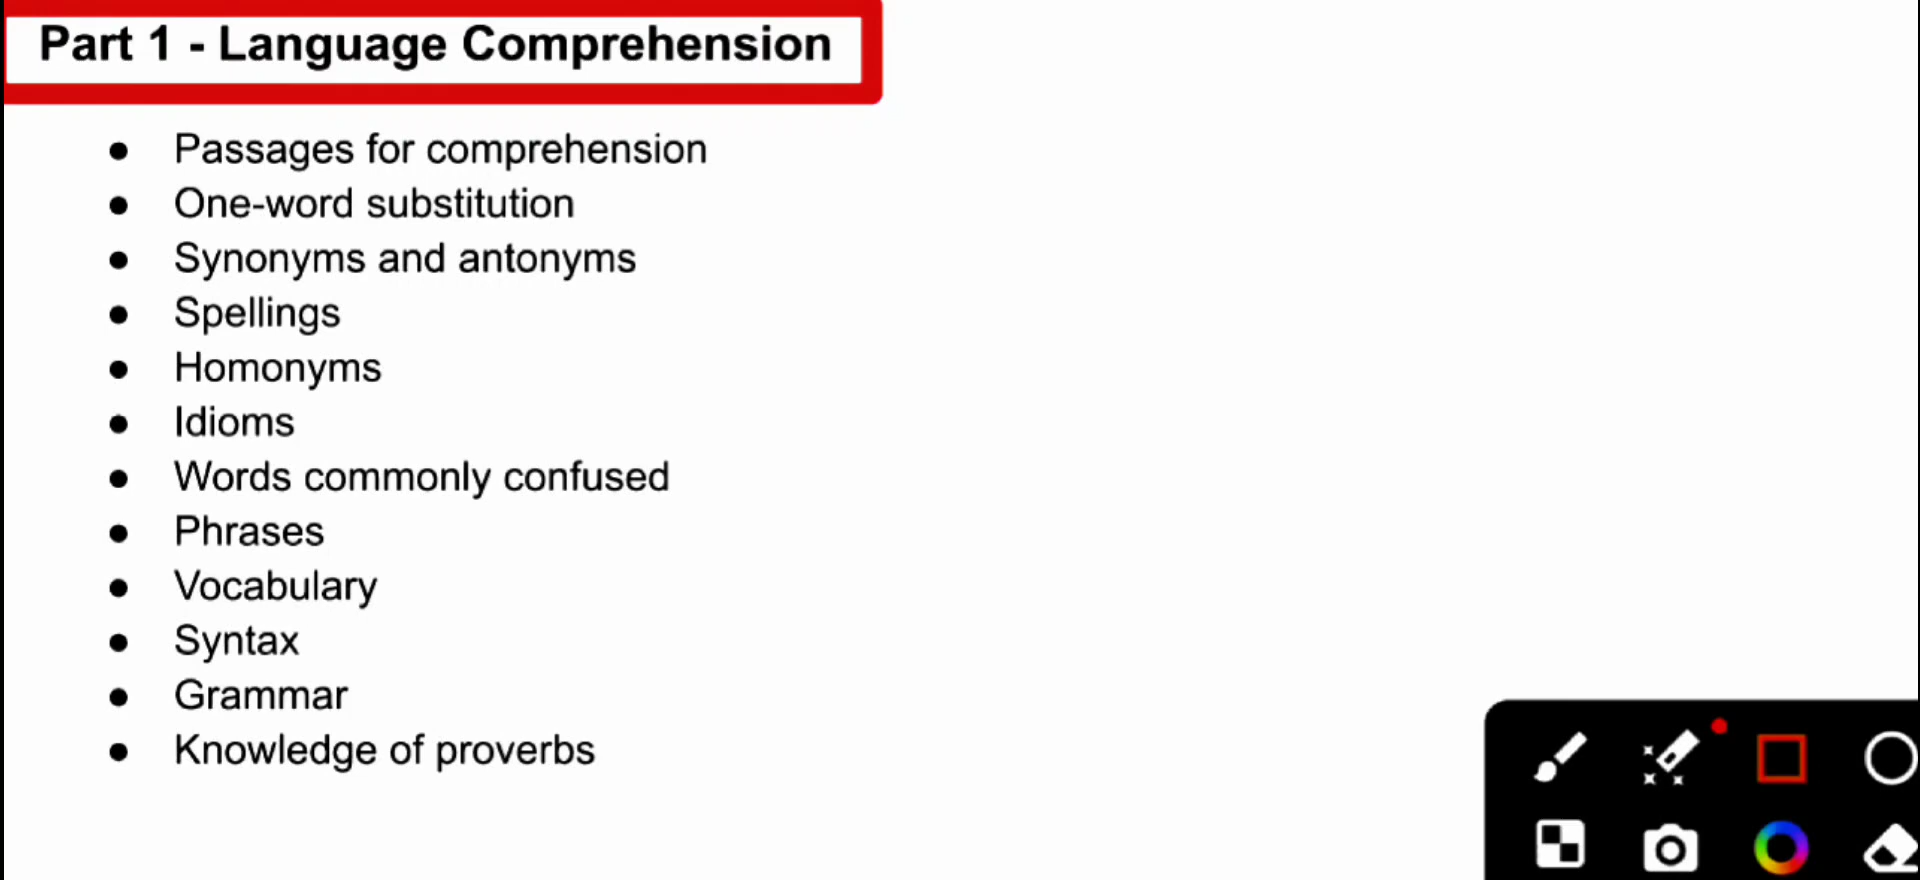 Part 1 - Language Comprehension
● Passages for comprehension
● One-word substitution
● Synonyms and antonyms
● Spellings
● Homonyms
● Idioms
● Words commonly confused
● Phrases
● Vocabulary
● Syntax
● Grammar
● Knowledge of proverbs